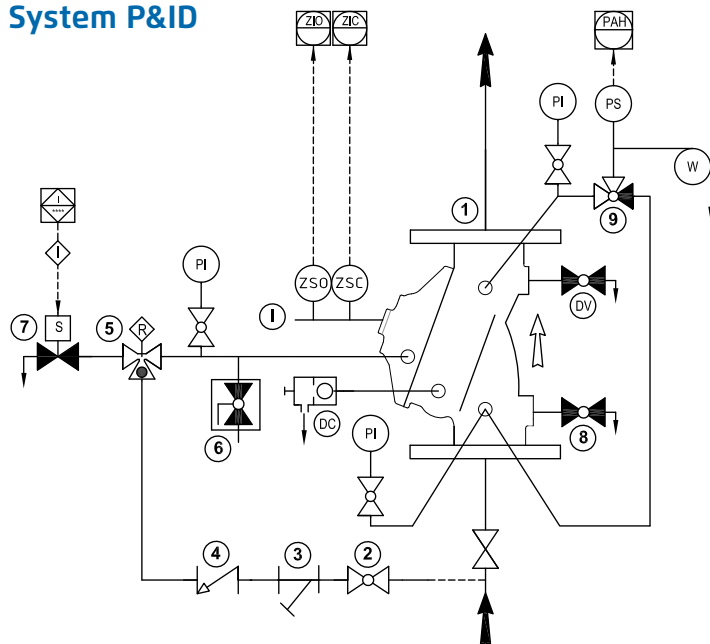 System P&ID
ZIO ZIC
PAH
PI PS
W
1
9
I
****
I
PI
ZSO ZSC
DV
7 S 5 R
I
6
DC
PI
8
4 3 2